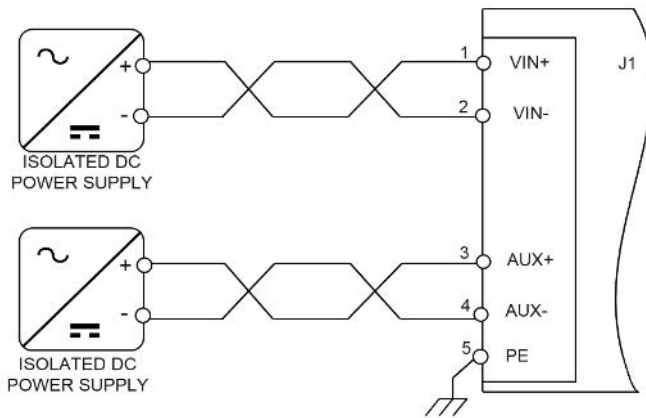 +
1
VIN+
J1
-
2
VIN-
ISOLATED DC
POWER SUPPLY
+
3
AUX+
-
4
AUX-
5
PE
ISOLATED DC
POWER SUPPLY